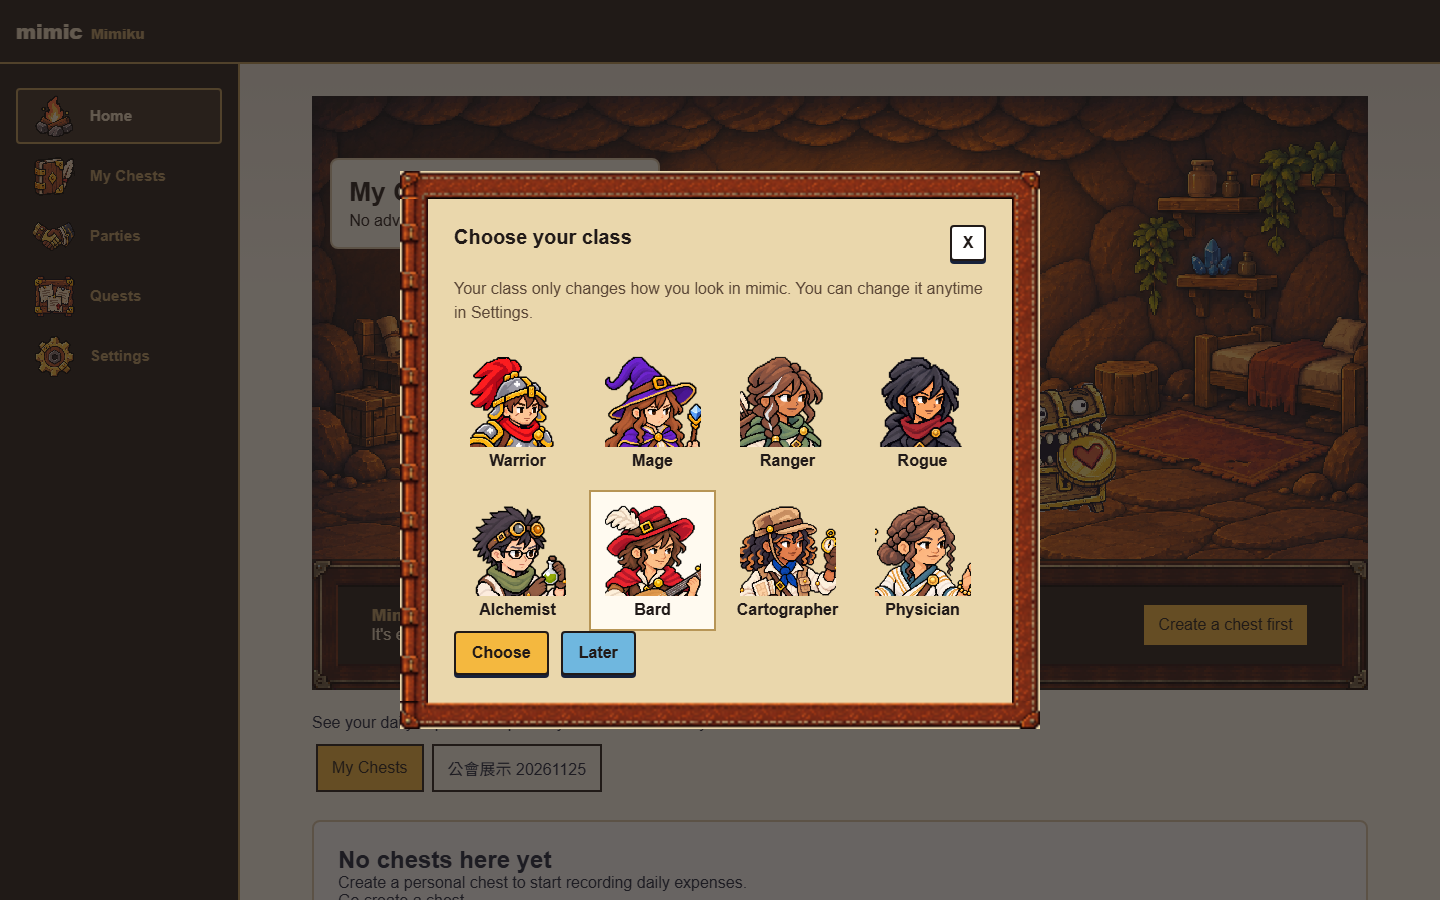 mimic Mimiku
Home
My Chests
Parties
Quests
Settings
My
No adv
Choose your class
X
Your class only changes how you look in mimic. You can change it anytime
in Settings.
Warrior
Mage
Ranger
Rogue
Alchemist
Bard
Cartographer
Physician
Choose
Later
It's
Create a chest first
See your
My Chests
公會展示 20261125
No chests here yet
Create a personal chest to start recording daily expenses.
Go create a chest